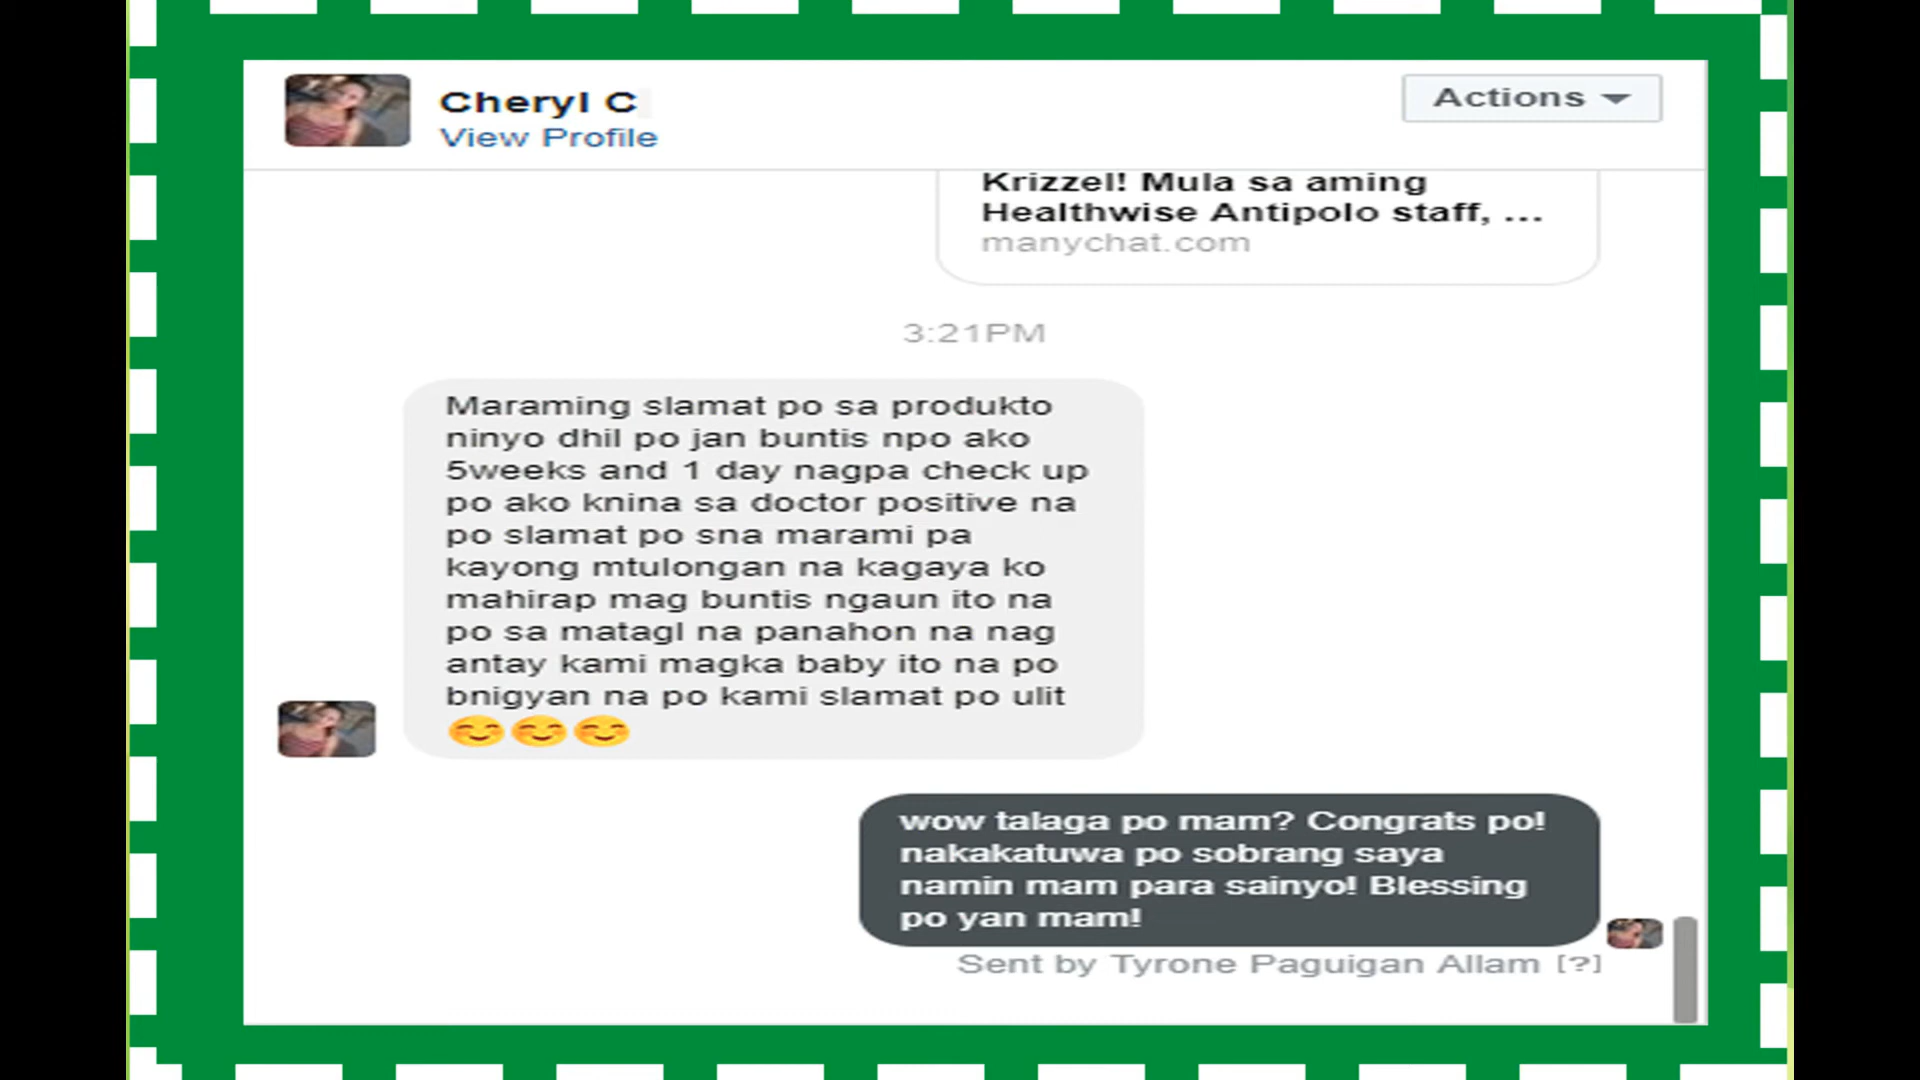 Cheryl C
View Profile
Actions
Krizzel! Mula sa aming
Healthwise Antipolo staff, ...
manychat.com
3:21PM
Maraming slamat po sa produkto
ninyo dhil po jan buntis npo ako
5weeks and 1 day nagpa check up
po ako knina sa doctor positive na
po slamat po sna marami pa
kayong mtulongan na kagaya ko
mahirap mag buntis ngaun ito na
po sa matagl na panahon na nag
antay kami magka baby ito na po
bnigyan na po kami slamat po ulit
😊😊😊
wow talaga po mam? Congrats po!
nakakatuwa po sobrang saya
namin mam para sainyo! Blessing
po yan mam!
Sent by Tyrone Paguigan Allam [?]